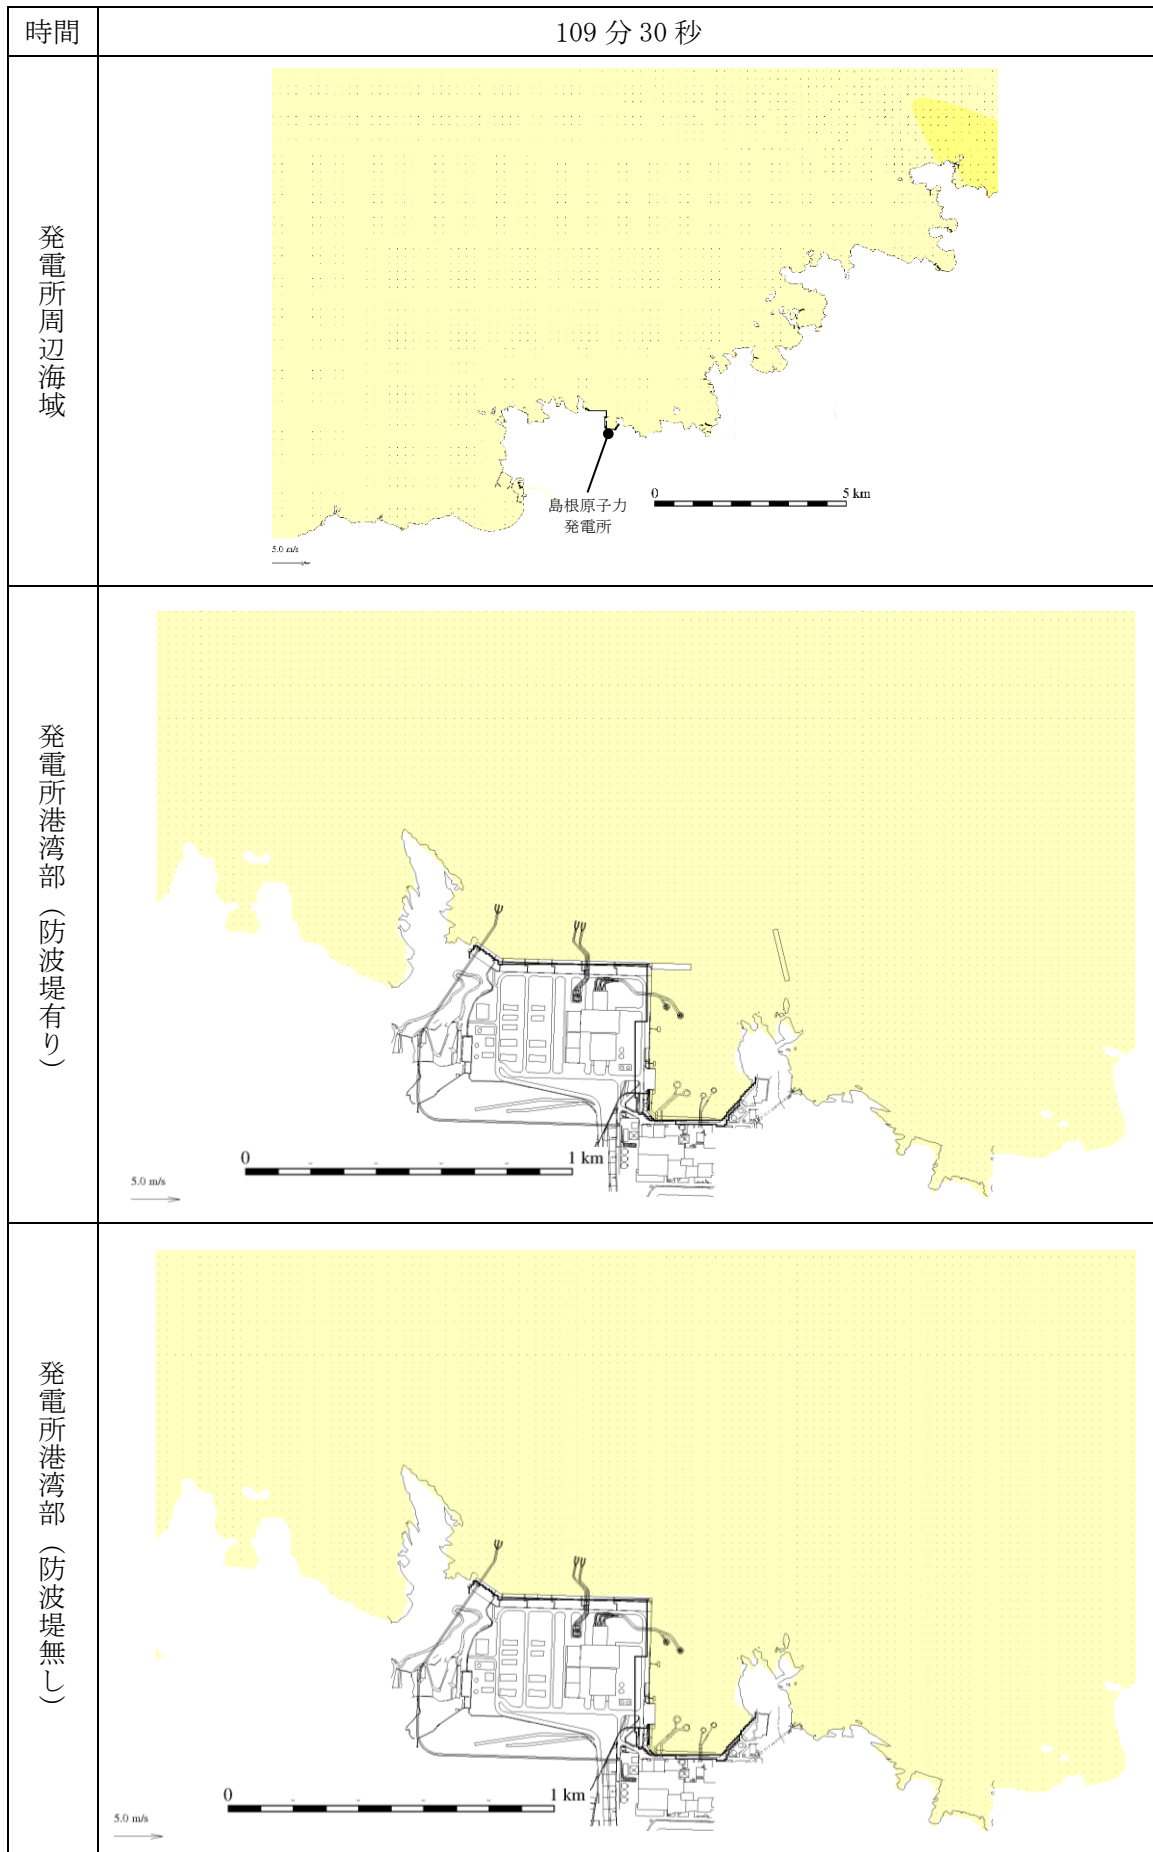 時間
109 分 30 秒
発電所周辺海域
島根原子力
発電所
0 5 km
5.0 m/s
発電所港湾部（防波堤有り）
0 1 km
5.0 m/s
発電所港湾部（防波堤無し）
0 1 km
5.0 m/s